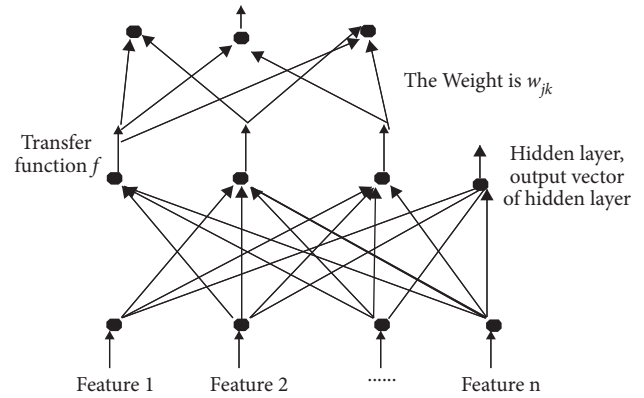 The Weight is w_jk
Transfer
function f
Hidden layer,
output vector
of hidden layer
Feature 1
Feature 2
......
Feature n